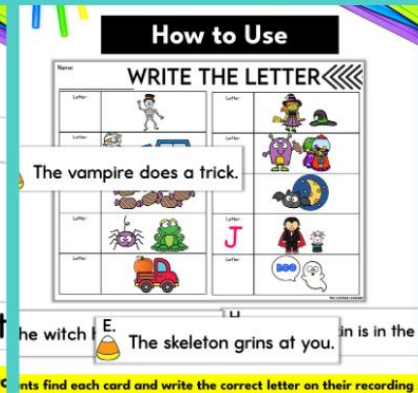 How to Use
Name:
WRITE THE LETTER
Letter:
Letter:
Letter:
Letter:
The vampire does a trick.
Letter:
Letter:
J
Letter:
BOO
he witch
E.
The skeleton grins at you.
in is in the
nts find each card and write the correct letter on their recording